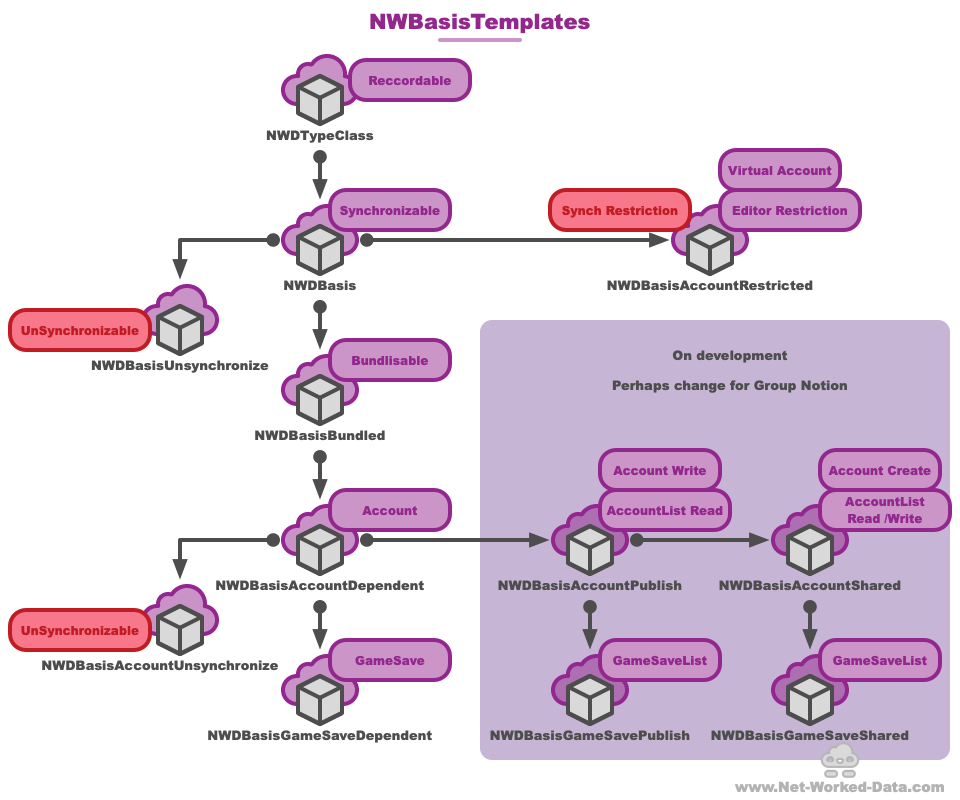 NWBasisTemplates
Reccordable
NWDTypeClass
Virtual Account
Synchronizable
Synch Restriction
Editor Restriction
NWDBasis
NWDBasisAccountRestricted
UnSynchronizable
NWDBasisUnsynchronize
Bundlisable
On development
Perhaps change for Group Notion
NWDBasisBundled
Account Write
Account Create
Account
AccountList Read
AccountList
Read /Write
NWDBasisAccountDependent
NWDBasisAccountPublish
NWDBasisAccountShared
UnSynchronizable
NWDBasisAccountUnsynchronize
GameSave
GameSaveList
GameSaveList
NWDBasisGameSaveDependent
NWDBasisGameSavePublish
NWDBasisGameSaveShared
www.Net-Worked-Data.com